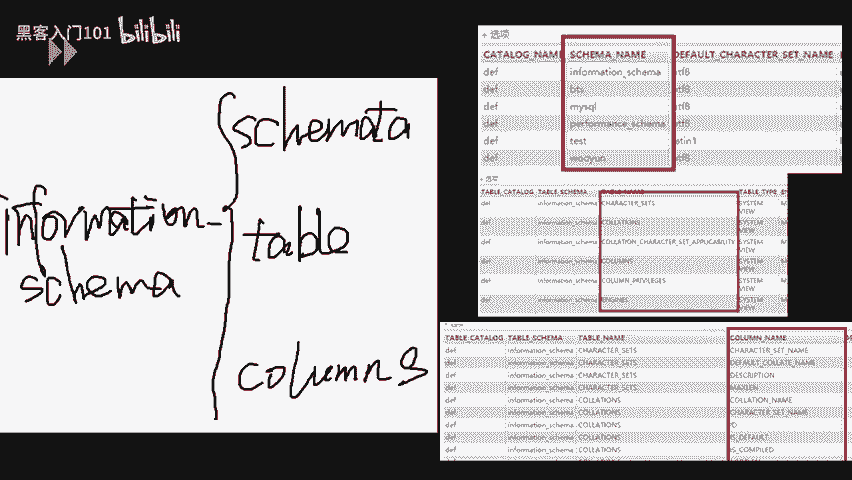 黑客入门101 bilibili
information_
schema
schemata
table
columns
+ 选项
CATALOG_NAME SCHEMA_NAME DEFAULT_CHARACTER_SET_NAME
def information_schema utf8
def bts utf8
def mysql utf8
def performance_schema utf8
def test latin1
def wooyun utf8
TABLE_CATALOG TABLE_SCHEMA TABLE_NAME TABLE_TYPE
def information_schema CHARACTER_SETS SYSTEM VIEW
def information_schema COLLATIONS SYSTEM VIEW
def information_schema COLLATION_CHARACTER_SET_APPLICABILITY SYSTEM VIEW
def information_schema COLUMNS SYSTEM VIEW
def information_schema COLUMN_PRIVILEGES SYSTEM VIEW
def information_schema ENGINES SYSTEM VIEW
TABLE_CATALOG TABLE_SCHEMA TABLE_NAME COLUMN_NAME
def information_schema CHARACTER_SETS CHARACTER_SET_NAME
def information_schema CHARACTER_SETS DEFAULT_COLLATE_NAME
def information_schema CHARACTER_SETS DESCRIPTION
def information_schema CHARACTER_SETS MAXLEN
def information_schema COLLATIONS COLLATION_NAME
def information_schema COLLATIONS CHARACTER_SET_NAME
def information_schema COLLATIONS ID
def information_schema COLLATIONS IS_DEFAULT
def information_schema COLLATIONS IS_COMPILED